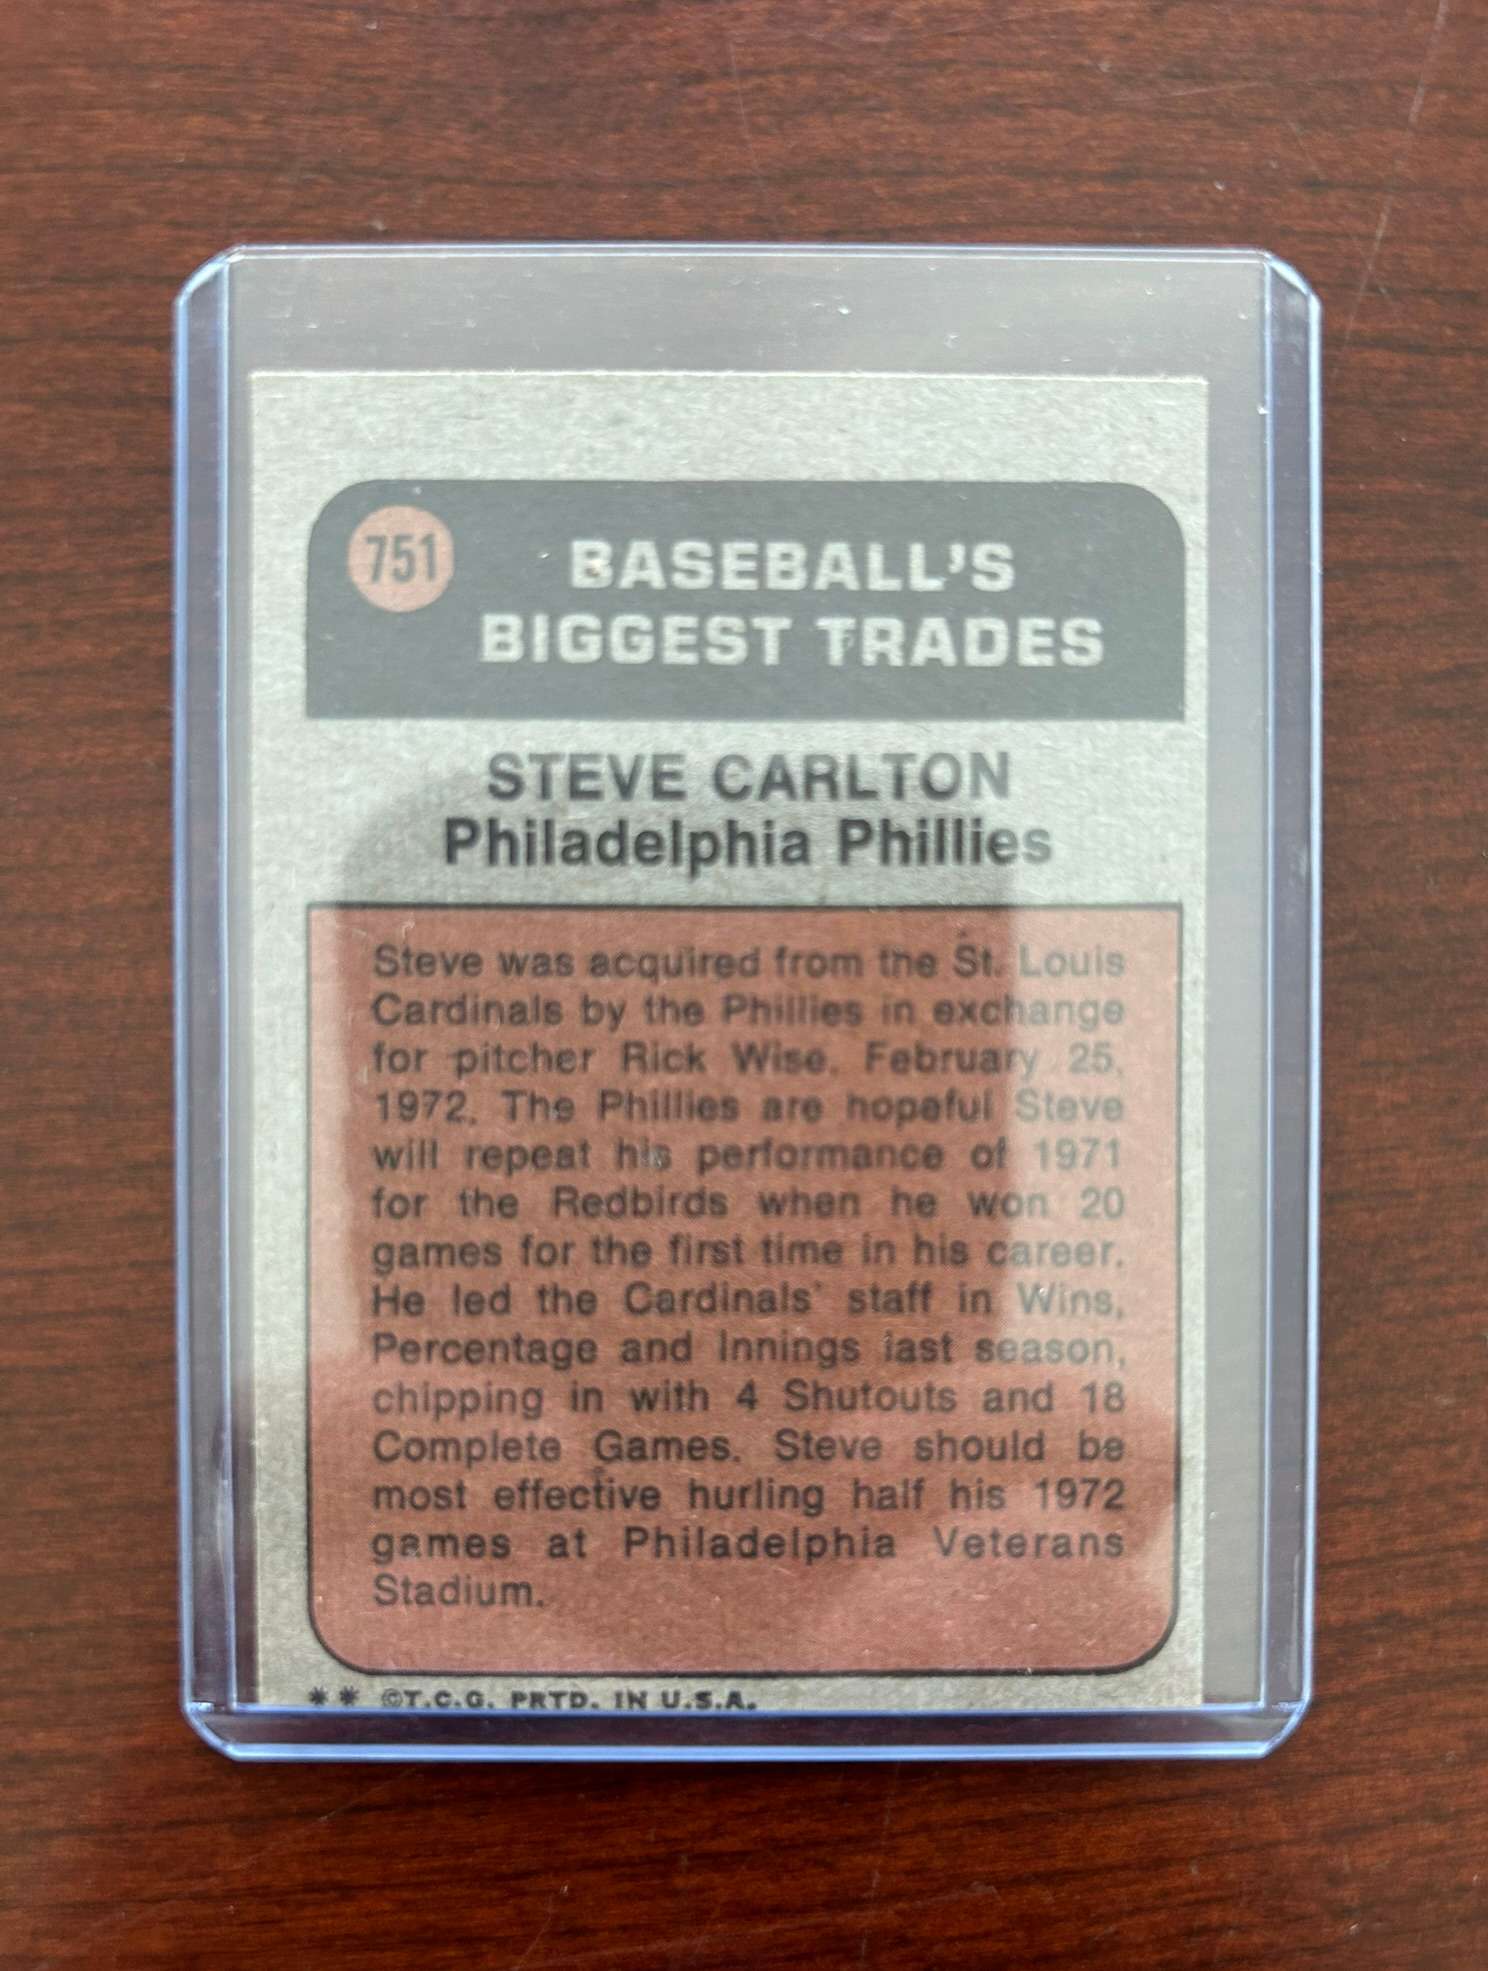 751
BASEBALL'S
BIGGEST TRADES
STEVE CARLTON
Philadelphia Phillies
Steve was acquired from the St. Louis
Cardinals by the Phillies in exchange
for pitcher Rick Wise, February 25,
1972. The Phillies are hopeful Steve
will repeat his performance of 1971
for the Redbirds when he won 20
games for the first time in his career.
He led the Cardinals' staff in Wins,
Percentage and Innings last season,
chipping in with 4 Shutouts and 18
Complete Games. Steve should be
most effective hurling half his 1972
games at Philadelphia Veterans
Stadium.
* * ©T.C.G. PRTD. IN U.S.A.